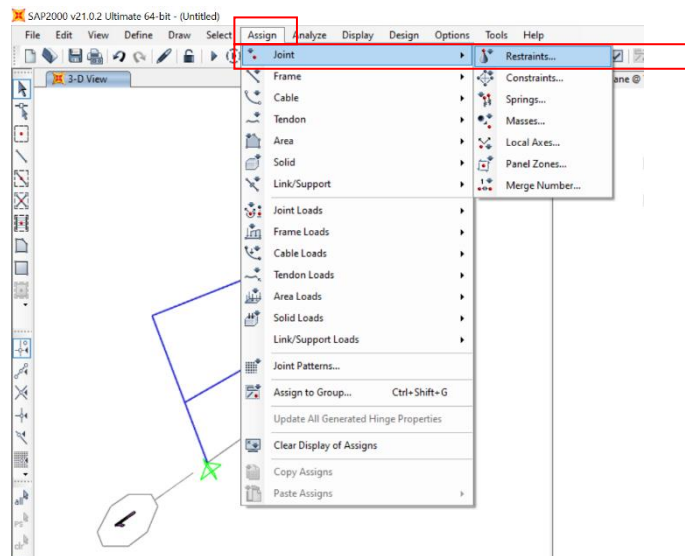 SAP2000 v21.0.2 Ultimate 64-bit - (Untitled)
File Edit View Define Draw Select Assign Analyze Display Design Options Tools Help
3-D View
ane @
Joint
Frame
Cable
Tendon
Area
Solid
Link/Support
Joint Loads
Frame Loads
Cable Loads
Tendon Loads
Area Loads
Solid Loads
Link/Support Loads
Joint Patterns...
Assign to Group... Ctrl+Shift+G
Update All Generated Hinge Properties
Clear Display of Assigns
Copy Assigns
Paste Assigns
Restraints...
Constraints...
Springs...
Masses...
Local Axes...
Panel Zones...
Merge Number...
all
ps
clr
1